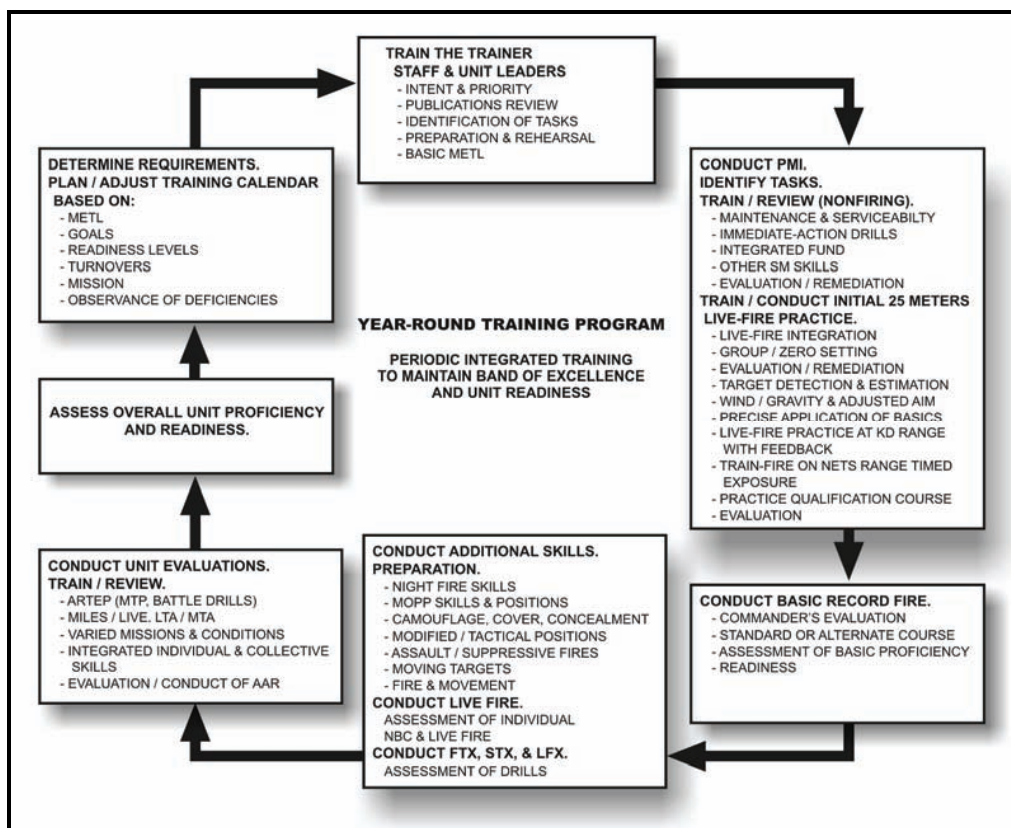 TRAIN THE TRAINER
STAFF & UNIT LEADERS
- INTENT & PRIORITY
- PUBLICATIONS REVIEW
- IDENTIFICATION OF TASKS
- PREPARATION & REHEARSAL
- BASIC METL
CONDUCT PMI.
IDENTIFY TASKS.
TRAIN / REVIEW (NONFIRING).
- MAINTENANCE & SERVICEABILTY
- IMMEDIATE-ACTION DRILLS
- INTEGRATED FUND
- OTHER SM SKILLS
- EVALUATION / REMEDIATION
TRAIN / CONDUCT INITIAL 25 METERS
LIVE-FIRE PRACTICE.
- LIVE-FIRE INTEGRATION
- GROUP / ZERO SETTING
- EVALUATION / REMEDIATION
- TARGET DETECTION & ESTIMATION
- WIND / GRAVITY & ADJUSTED AIM
- PRECISE APPLICATION OF BASICS
- LIVE-FIRE PRACTICE AT KD RANGE
WITH FEEDBACK
- TRAIN-FIRE ON NETS RANGE TIMED
EXPOSURE
- PRACTICE QUALIFICATION COURSE
- EVALUATION
CONDUCT BASIC RECORD FIRE.
- COMMANDER'S EVALUATION
- STANDARD OR ALTERNATE COURSE
- ASSESSMENT OF BASIC PROFICIENCY
- READINESS
CONDUCT ADDITIONAL SKILLS.
PREPARATION.
- NIGHT FIRE SKILLS
- MOPP SKILLS & POSITIONS
- CAMOUFLAGE, COVER, CONCEALMENT
- MODIFIED / TACTICAL POSITIONS
- ASSAULT / SUPPRESSIVE FIRES
- MOVING TARGETS
- FIRE & MOVEMENT
CONDUCT LIVE FIRE.
ASSESSMENT OF INDIVIDUAL
NBC & LIVE FIRE
CONDUCT FTX, STX, & LFX.
ASSESSMENT OF DRILLS
CONDUCT UNIT EVALUATIONS.
TRAIN / REVIEW.
- ARTEP (MTP, BATTLE DRILLS)
- MILES / LIVE. LTA / MTA
- VARIED MISSIONS & CONDITIONS
- INTEGRATED INDIVIDUAL & COLLECTIVE
SKILLS
- EVALUATION / CONDUCT OF AAR
ASSESS OVERALL UNIT PROFICIENCY
AND READINESS.
DETERMINE REQUIREMENTS.
PLAN / ADJUST TRAINING CALENDAR
BASED ON:
- METL
- GOALS
- READINESS LEVELS
- TURNOVERS
- MISSION
- OBSERVANCE OF DEFICIENCIES
YEAR-ROUND TRAINING PROGRAM
PERIODIC INTEGRATED TRAINING
TO MAINTAIN BAND OF EXCELLENCE
AND UNIT READINESS